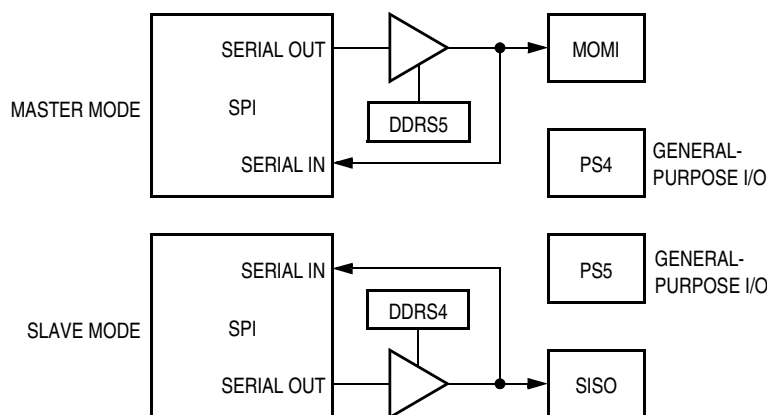 SERIAL OUT
MOMI
MASTER MODE
SPI
DDRS5
SERIAL IN
PS4
GENERAL-
PURPOSE I/O
SERIAL IN
PS5
GENERAL-
PURPOSE I/O
DDRS4
SLAVE MODE
SPI
SERIAL OUT
SISO